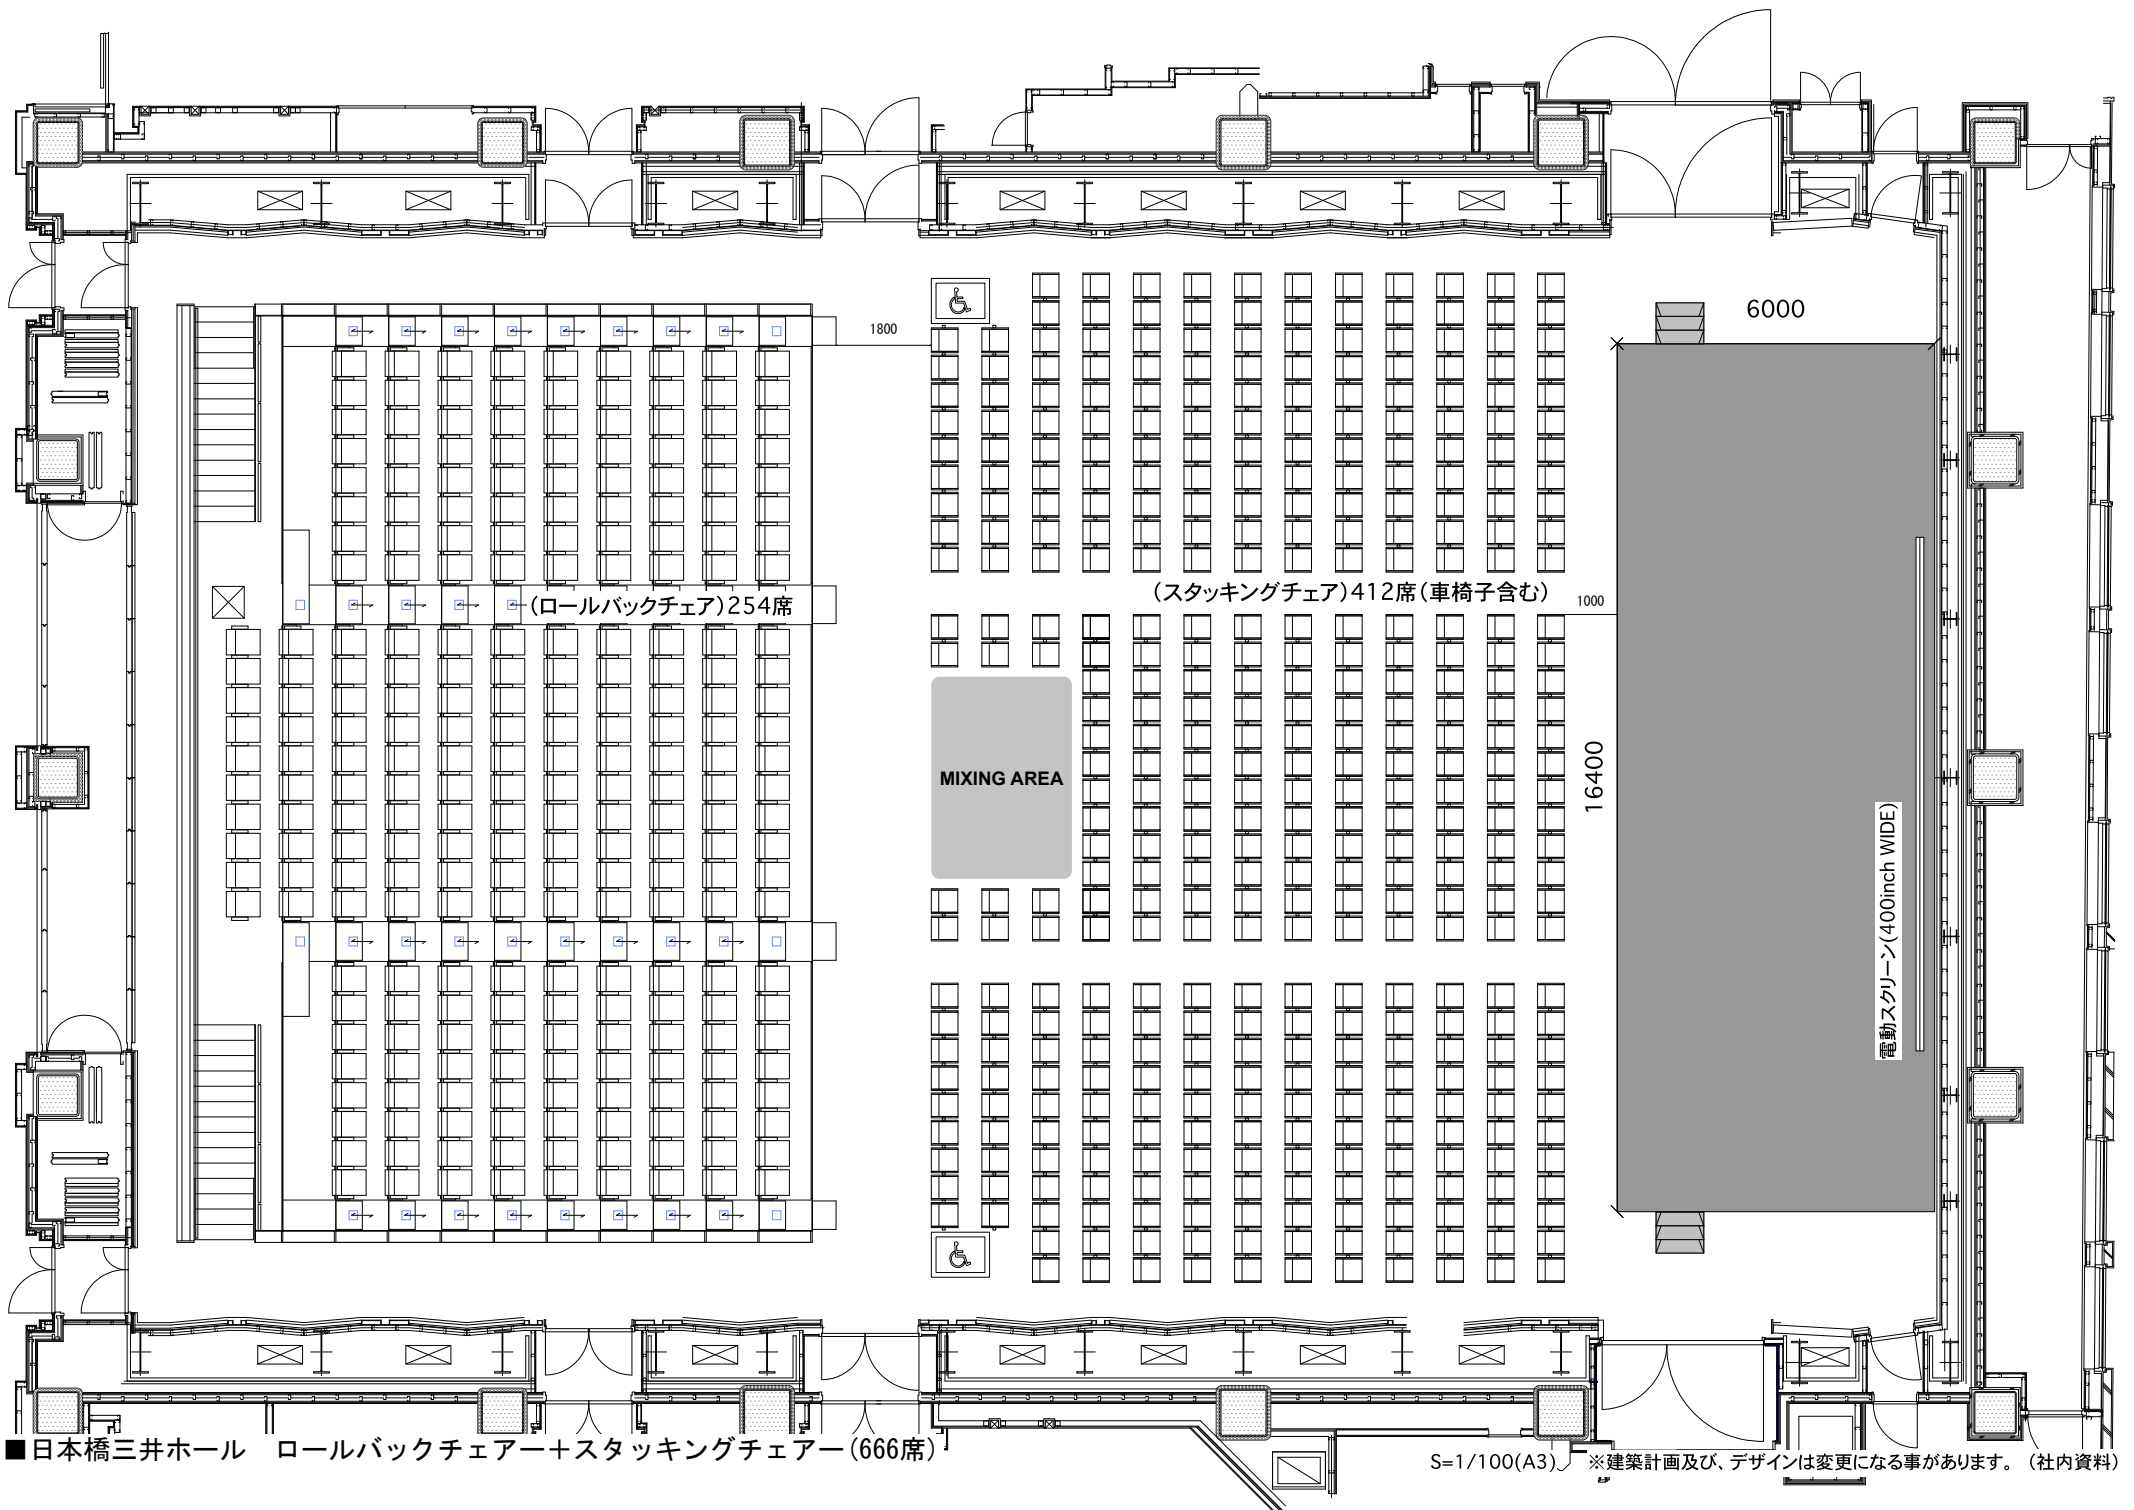 6000
1800
(ロールバックチェア)254席
(スタッキングチェア)412席(車椅子含む)
1000
MIXING AREA
16400
電動スクリーン(400inch WIDE)
■日本橋三井ホール　ロールバックチェアー＋スタッキングチェアー(666席)
S=1/100(A3)
※建築計画及び、デザインは変更になる事があります。（社内資料）